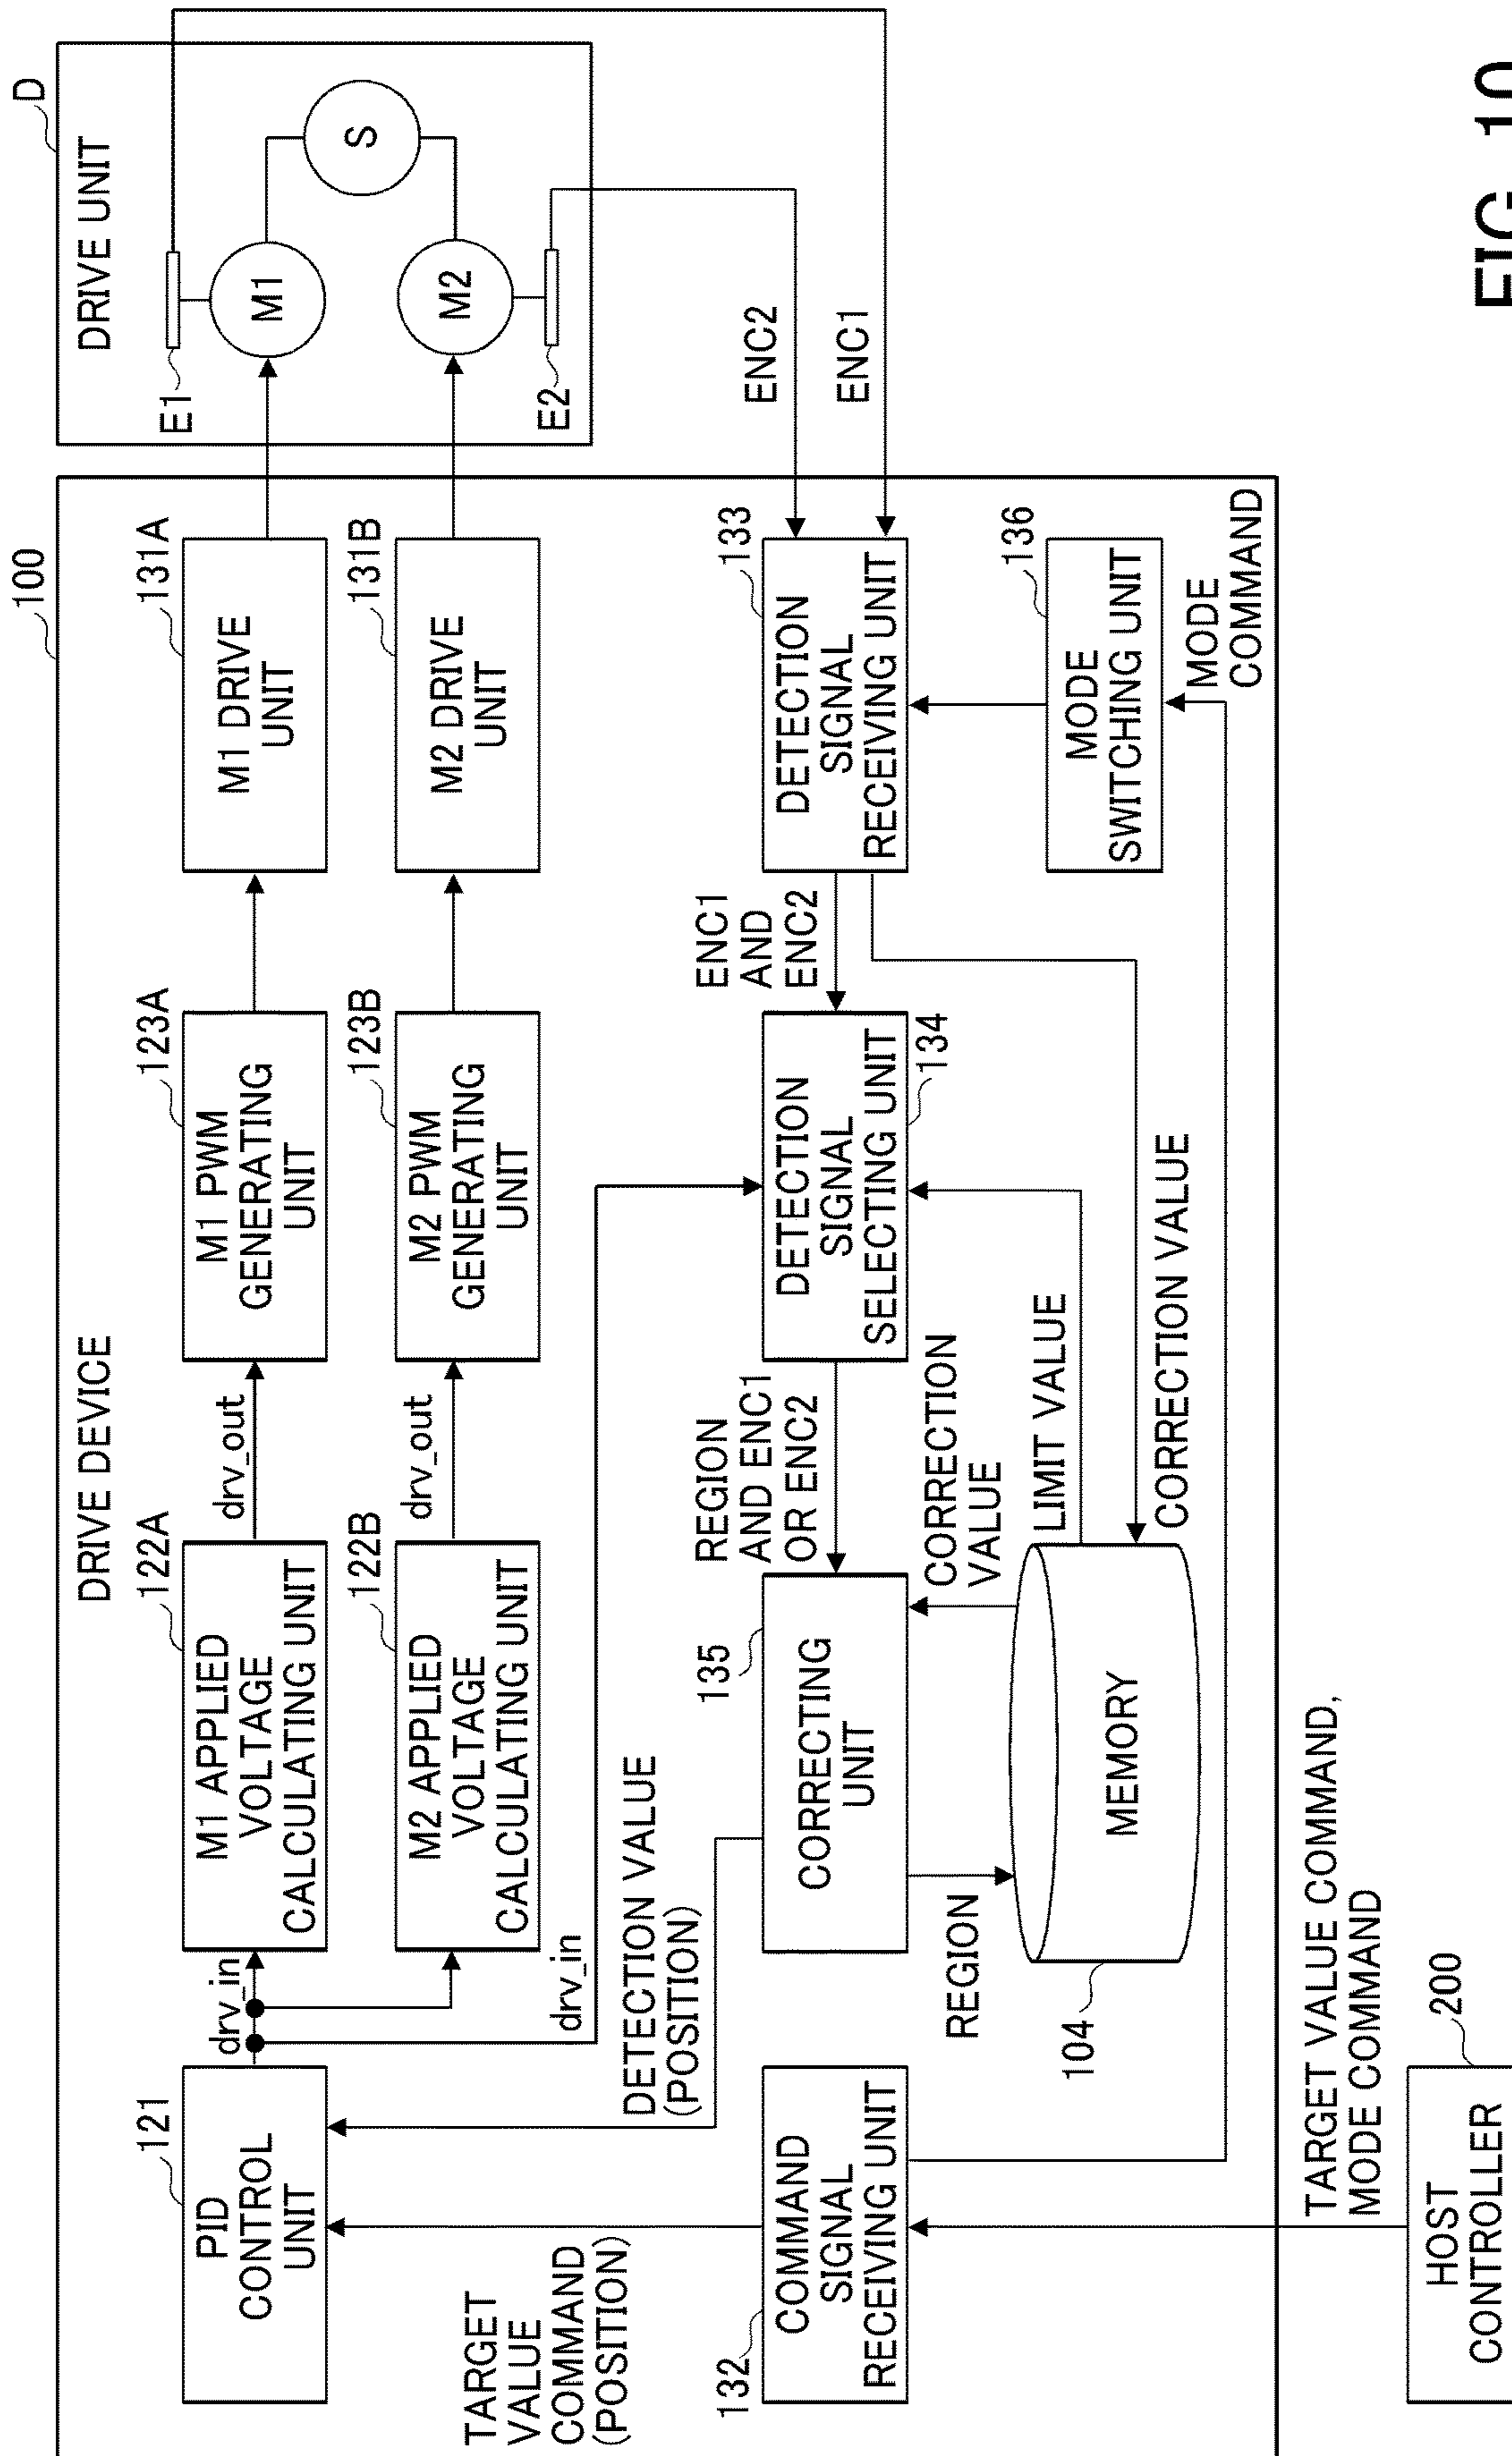 100
DRIVE DEVICE
D
DRIVE UNIT
121
PID
CONTROL
UNIT
drv_in
122A
M1 APPLIED
VOLTAGE
CALCULATING UNIT
drv_out
123A
M1 PWM
GENERATING
UNIT
131A
M1 DRIVE
UNIT
E1
M1
S
122B
M2 APPLIED
VOLTAGE
CALCULATING UNIT
drv_out
123B
M2 PWM
GENERATING
UNIT
131B
M2 DRIVE
UNIT
M2
E2
drv_in
TARGET
VALUE
COMMAND
(POSITION)
DETECTION VALUE
(POSITION)
132
COMMAND
SIGNAL
RECEIVING UNIT
135
CORRECTING
UNIT
REGION
AND ENC1
OR ENC2
DETECTION
SIGNAL
SELECTING UNIT
134
ENC1
AND
ENC2
133
DETECTION
SIGNAL
RECEIVING UNIT
ENC2
ENC1
REGION
CORRECTION
VALUE
104
MEMORY
LIMIT VALUE
CORRECTION VALUE
136
MODE
SWITCHING UNIT
MODE
COMMAND
TARGET VALUE COMMAND,
MODE COMMAND
200
HOST
CONTROLLER
FIG. 10